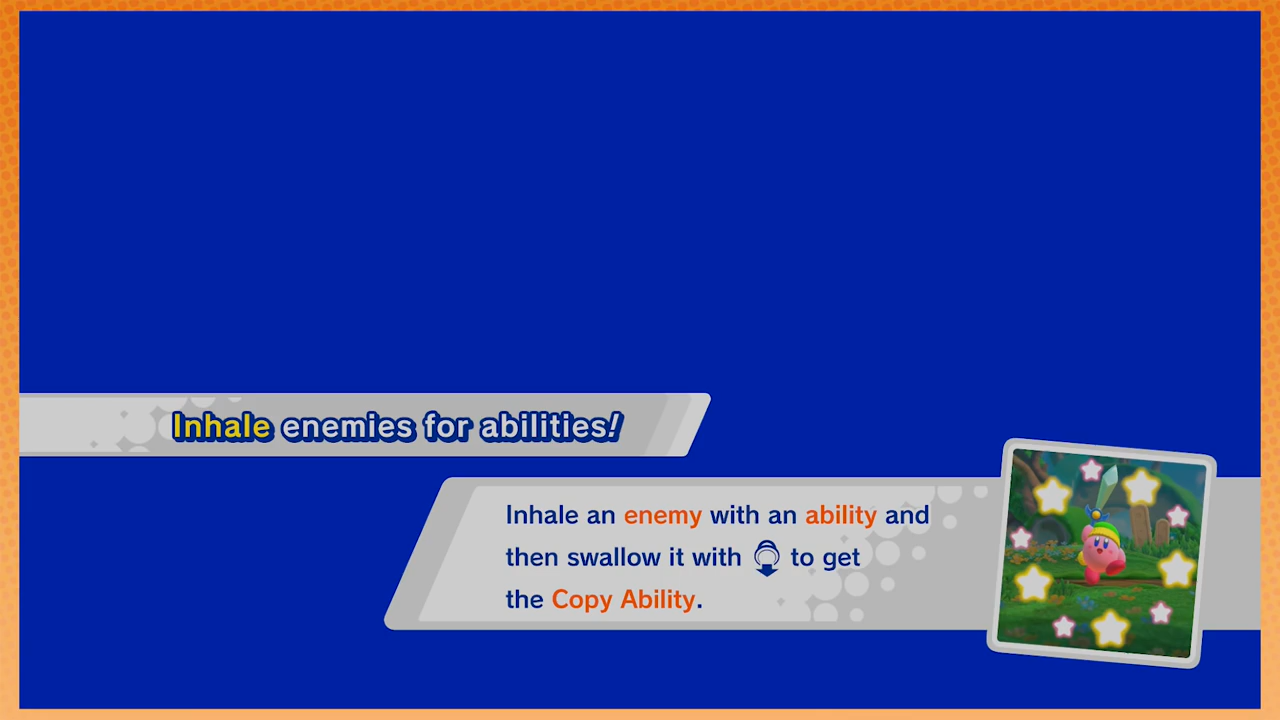 Inhale enemies for abilities!
Inhale an enemy with an ability and
then swallow it with to get
the Copy Ability.